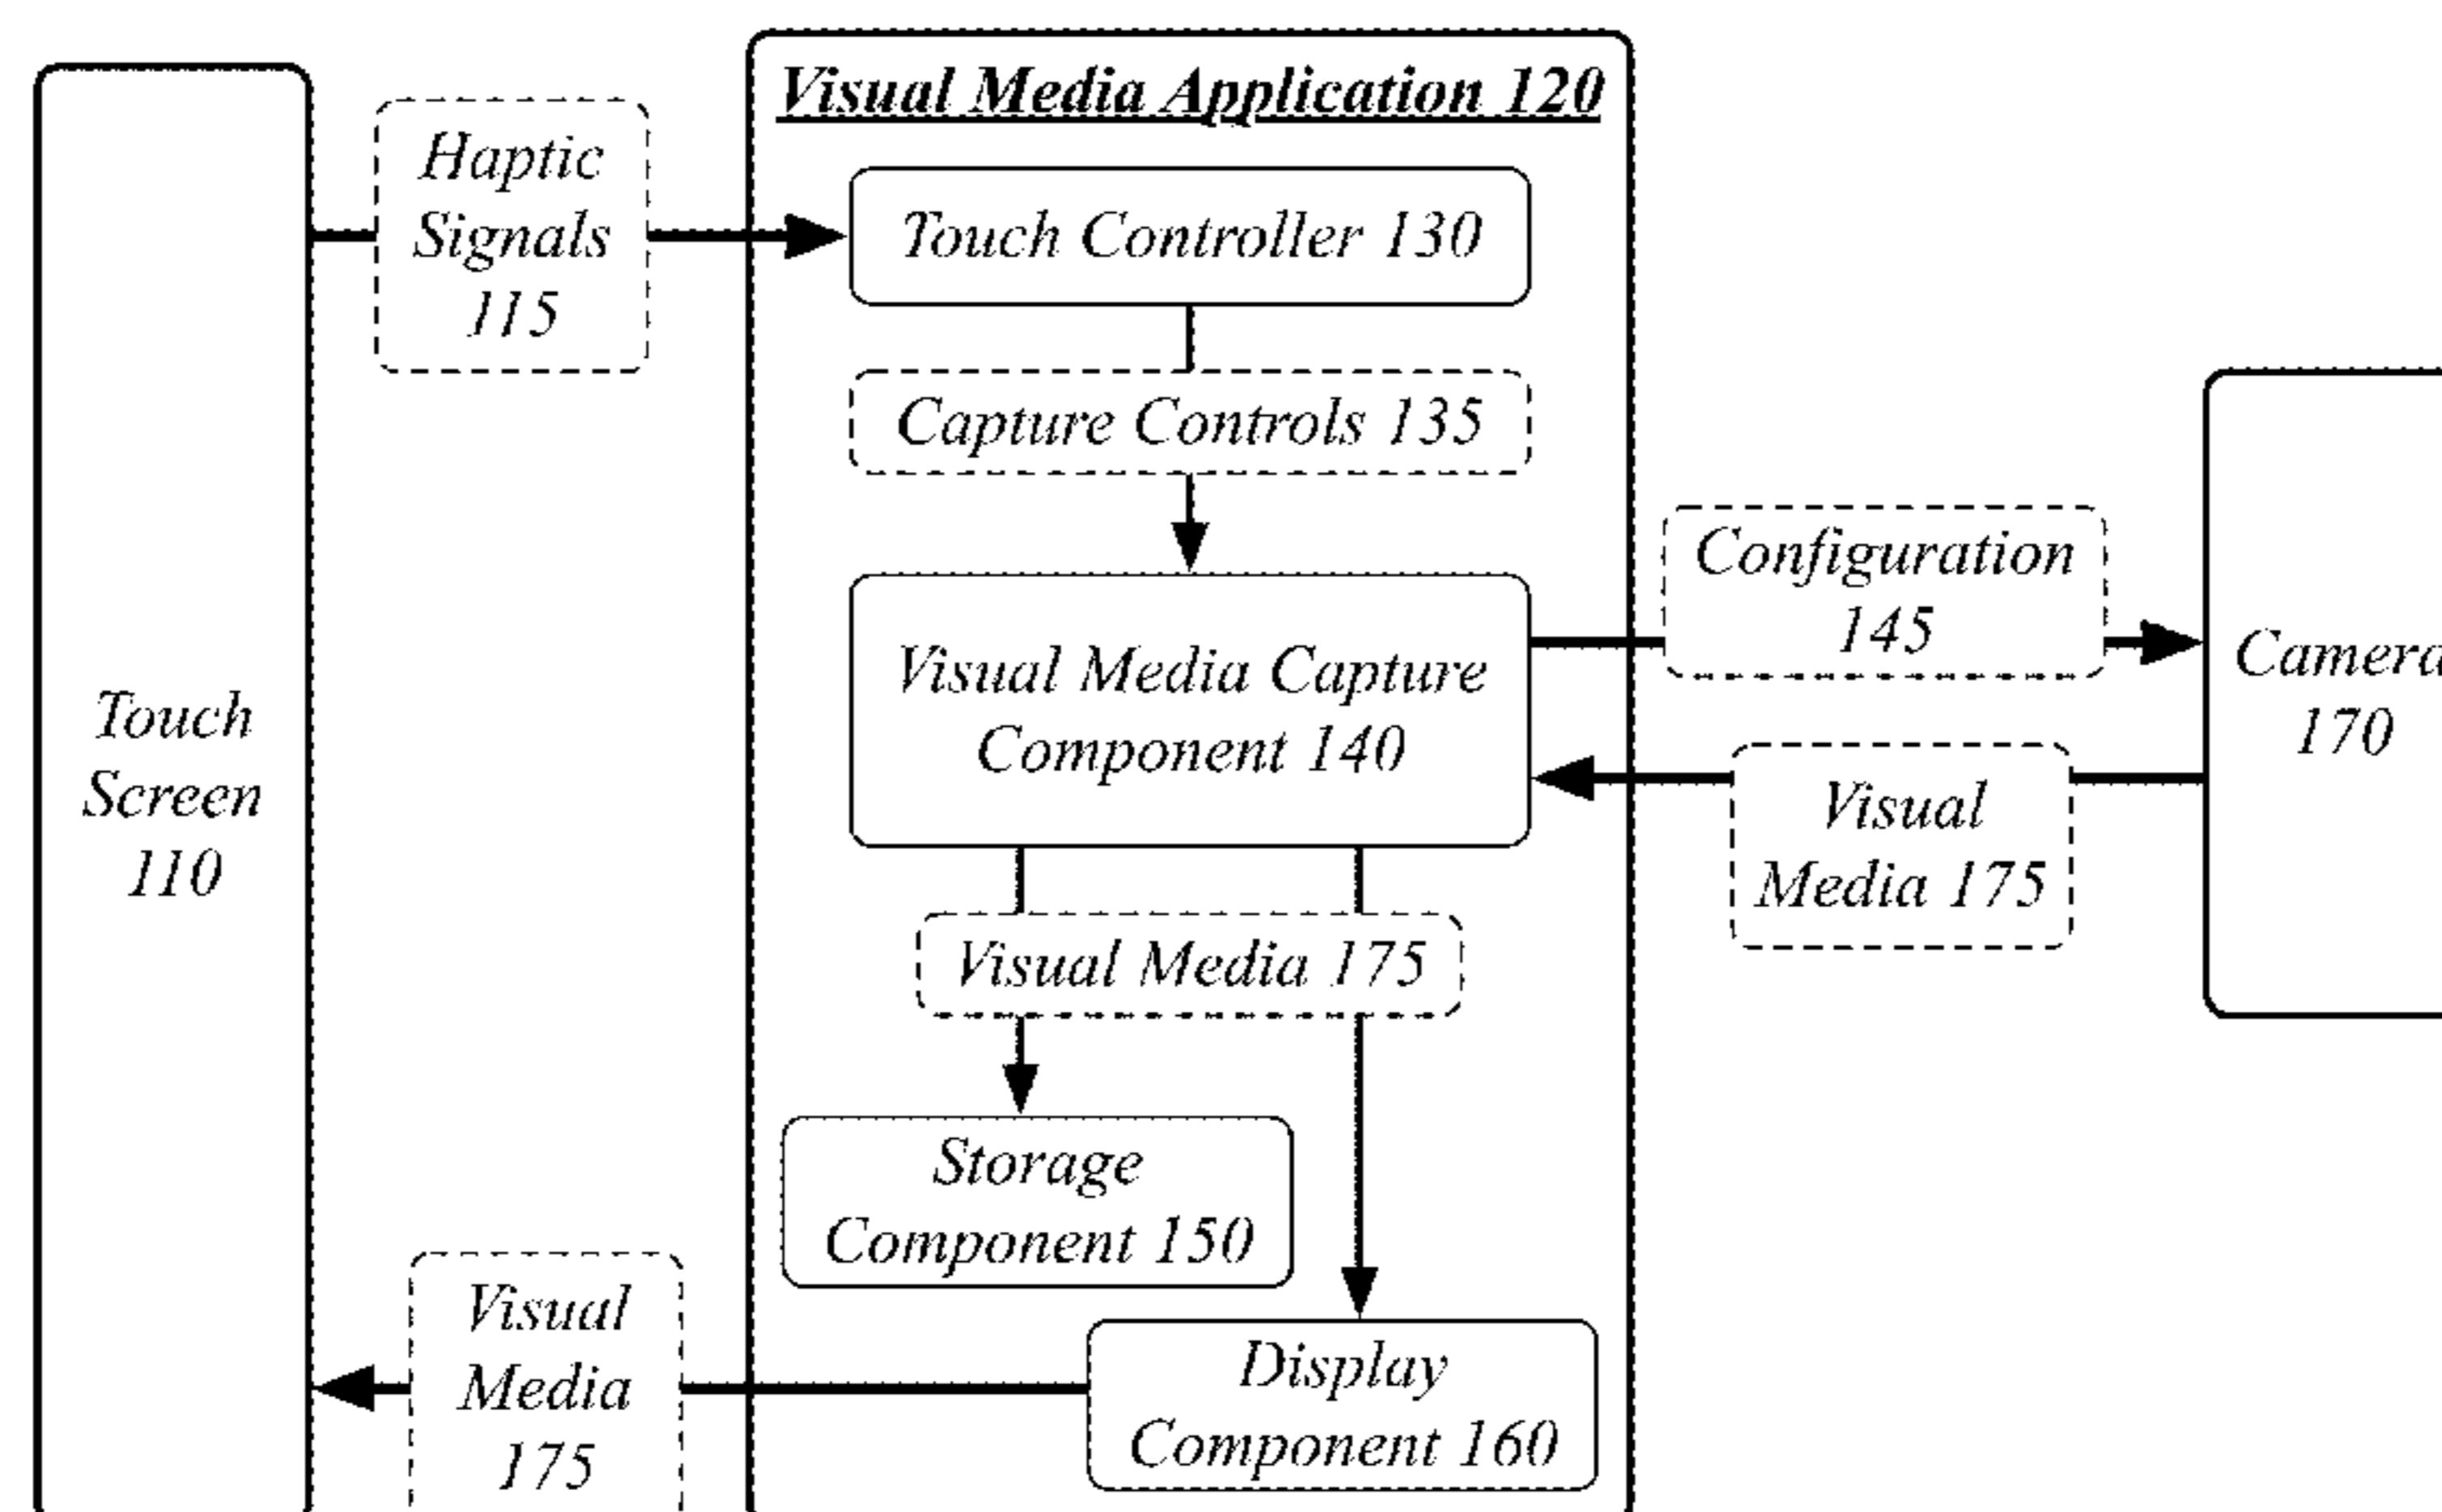 Visual Media Application 120
Haptic
Signals
115
Touch Controller 130
Capture Controls 135
Configuration
145
Visual Media Capture
Component 140
Camera
170
Touch
Screen
110
Visual
Media 175
Visual Media 175
Storage
Component 150
Visual
Media
175
Display
Component 160